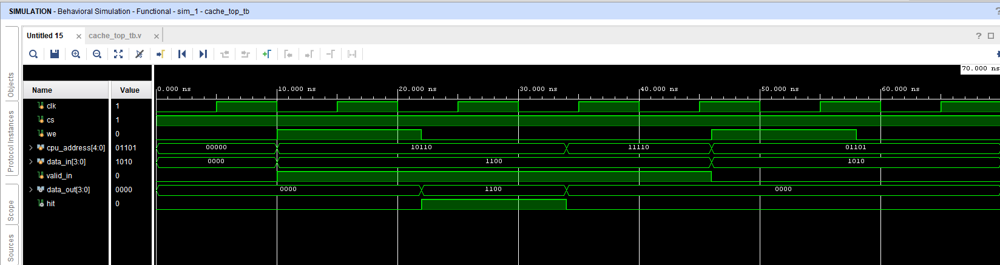 SIMULATION - Behavioral Simulation - Functional - sim_1 - cache_top_tb
?
Untitled 15 × cache_top_tb.v ×
?
Objects
Protocol Instances
Scope
Sources
70.000 ns
Name Value
0.000 ns 10.000 ns 20.000 ns 30.000 ns 40.000 ns 50.000 ns 60.000 ns
clk 1
cs 1
we 0
cpu_address[4:0] 01101 00000 10110 11110 01101
data_in[3:0] 1010 0000 1100 1010
valid_in 0
data_out[3:0] 0000 0000 1100 0000
hit 0